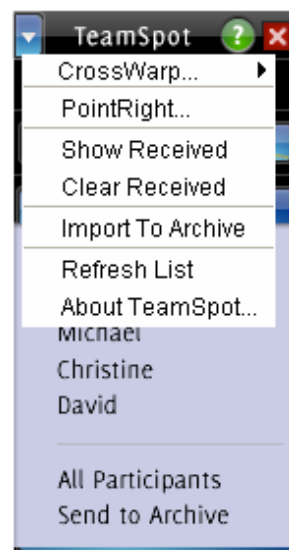 TeamSpot ?
CrossWarp...
PointRight...
Show Received
Clear Received
Import To Archive
Refresh List
About TeamSpot...
Michael
Christine
David
All Participants
Send to Archive